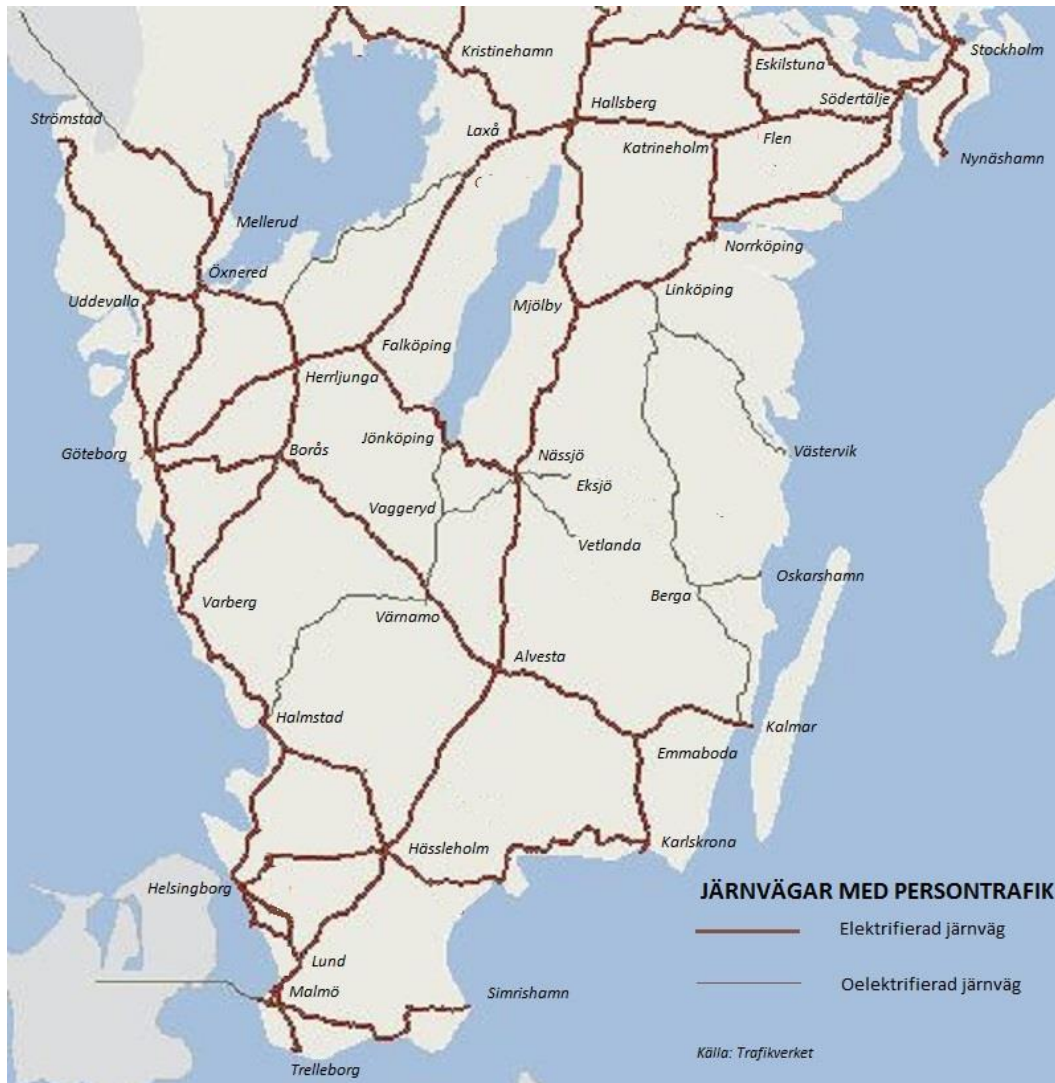 Kristinehamn
Stockholm
Eskilstuna
Strömstad
Hallsberg
Södertälje
Laxå
Katrineholm
Flen
Nynäshamn
Mellerud
Norrköping
Öxnered
Uddevalla
Linköping
Mjölby
Falköping
Herrljunga
Jönköping
Göteborg
Borås
Nässjö
Västervik
Eksjö
Vaggeryd
Vetlanda
Oskarshamn
Berga
Varberg
Värnamo
Alvesta
Halmstad
Kalmar
Emmaboda
Hässleholm
Karlskrona
Helsingborg
JÄRNVÄGAR MED PERSONTRAFIK
Elektrifierad järnväg
Lund
Oelektrifierad järnväg
Malmö
Simrishamn
Källa: Trafikverket
Trelleborg